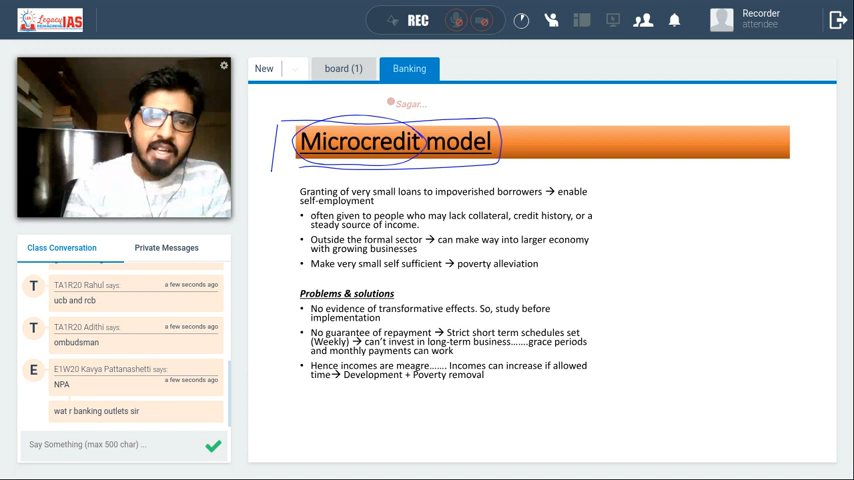 Legacy
IAS
REC
Recorder
attendee
New
board (1)
Banking
Sagar...
Microcredit model
Granting of very small loans to impoverished borrowers → enable
self-employment
• often given to people who may lack collateral, credit history, or a
steady source of income.
• Outside the formal sector → can make way into larger economy
with growing businesses
• Make very small self sufficient → poverty alleviation
Problems & solutions
• No evidence of transformative effects. So, study before
implementation
• No guarantee of repayment → Strict short term schedules set
(Weekly) → can't invest in long-term business.......grace periods
and monthly payments can work
• Hence incomes are meagre....... Incomes can increase if allowed
time→ Development + Poverty removal
Class Conversation
Private Messages
T
TA1R20 Rahul says:
a few seconds ago
ucb and rcb
T
TA1R20 Adithi says:
a few seconds ago
ombudsman
E
E1W20 Kavya Pattanashetti says:
a few seconds ago
NPA
wat r banking outlets sir
Say Something (max 500 char) ...